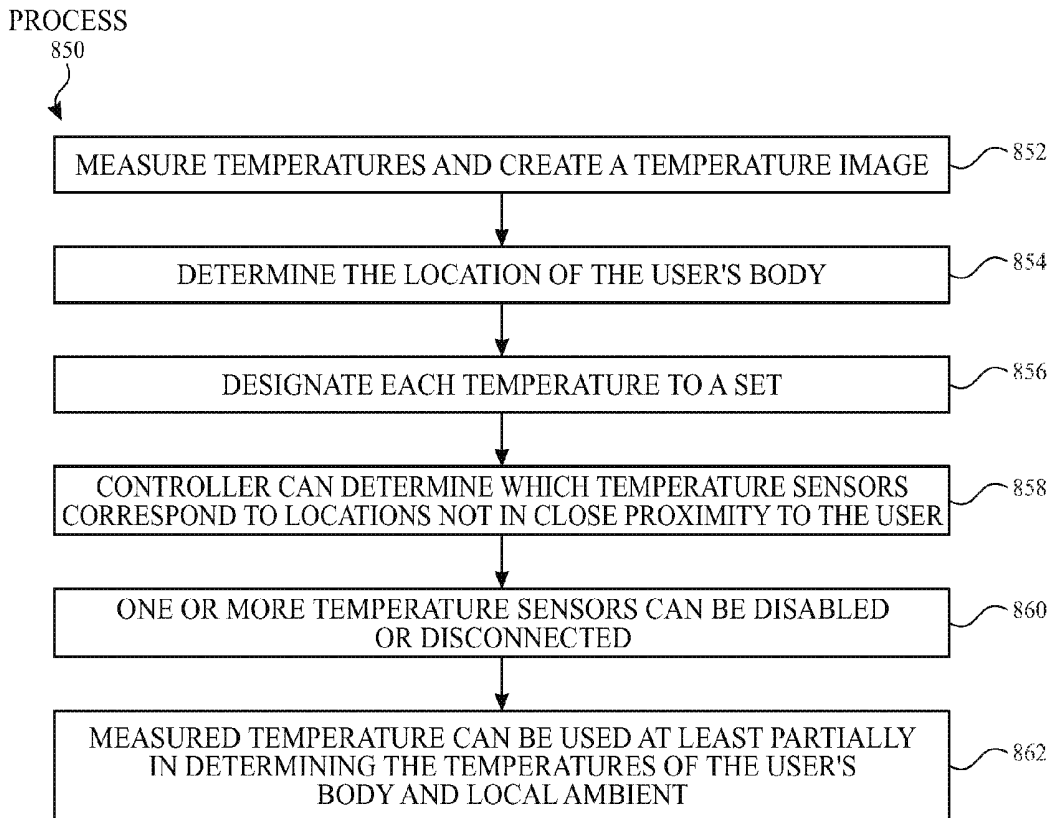 PROCESS
850
MEASURE TEMPERATURES AND CREATE A TEMPERATURE IMAGE
852
DETERMINE THE LOCATION OF THE USER'S BODY
854
DESIGNATE EACH TEMPERATURE TO A SET
856
CONTROLLER CAN DETERMINE WHICH TEMPERATURE SENSORS
CORRESPOND TO LOCATIONS NOT IN CLOSE PROXIMITY TO THE USER
858
ONE OR MORE TEMPERATURE SENSORS CAN BE DISABLED
OR DISCONNECTED
860
MEASURED TEMPERATURE CAN BE USED AT LEAST PARTIALLY
IN DETERMINING THE TEMPERATURES OF THE USER'S
BODY AND LOCAL AMBIENT
862